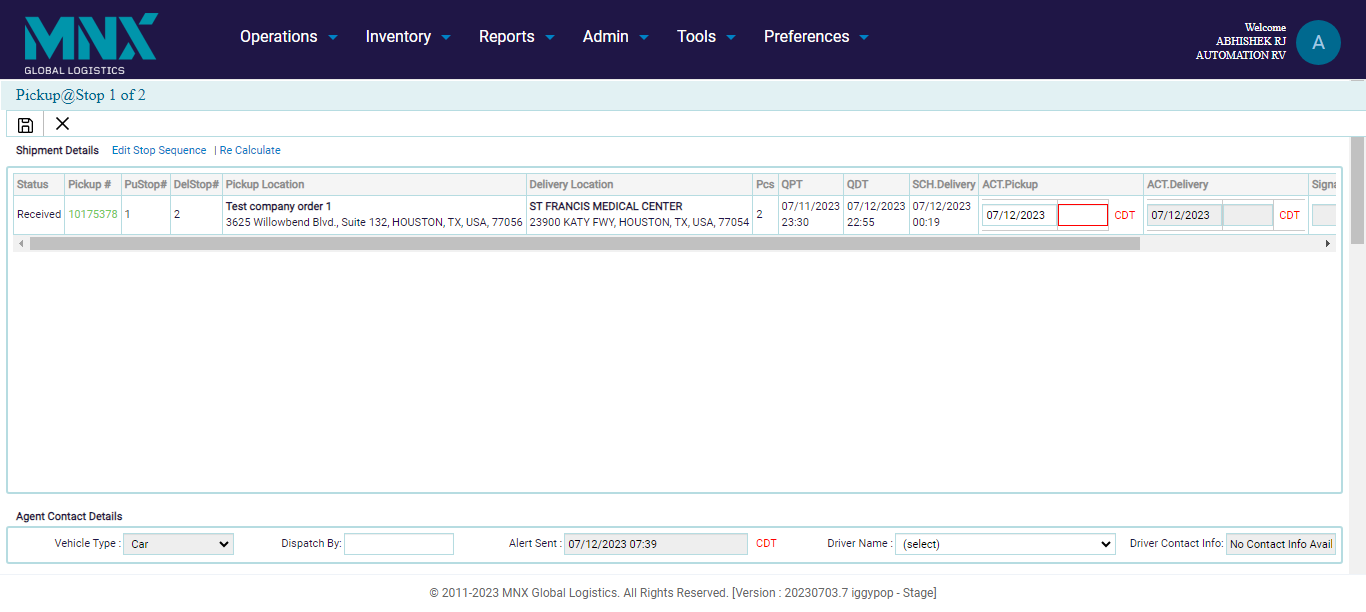 MNX
GLOBAL LOGISTICS
Operations Inventory Reports Admin Tools Preferences
Welcome
ABHISHEK RJ
AUTOMATION RV
A
Pickup@Stop 1 of 2
Shipment Details Edit Stop Sequence | Re Calculate
Status Pickup # PuStop# DelStop# Pickup Location Delivery Location Pcs QPT QDT SCH.Delivery ACT.Pickup ACT.Delivery Signa
Received 10175378 1 2 Test company order 1 ST FRANCIS MEDICAL CENTER 2 07/11/2023 07/12/2023 07/12/2023 07/12/2023 CDT 07/12/2023 CDT
3625 Willowbend Blvd., Suite 132, HOUSTON, TX, USA, 77056 23900 KATY FWY, HOUSTON, TX, USA, 77054 23:30 22:55 00:19
Agent Contact Details
Vehicle Type : Car Dispatch By: Alert Sent : 07/12/2023 07:39 CDT Driver Name : (select) Driver Contact Info: No Contact Info Avail
© 2011-2023 MNX Global Logistics. All Rights Reserved. [Version : 20230703.7 iggypop - Stage]